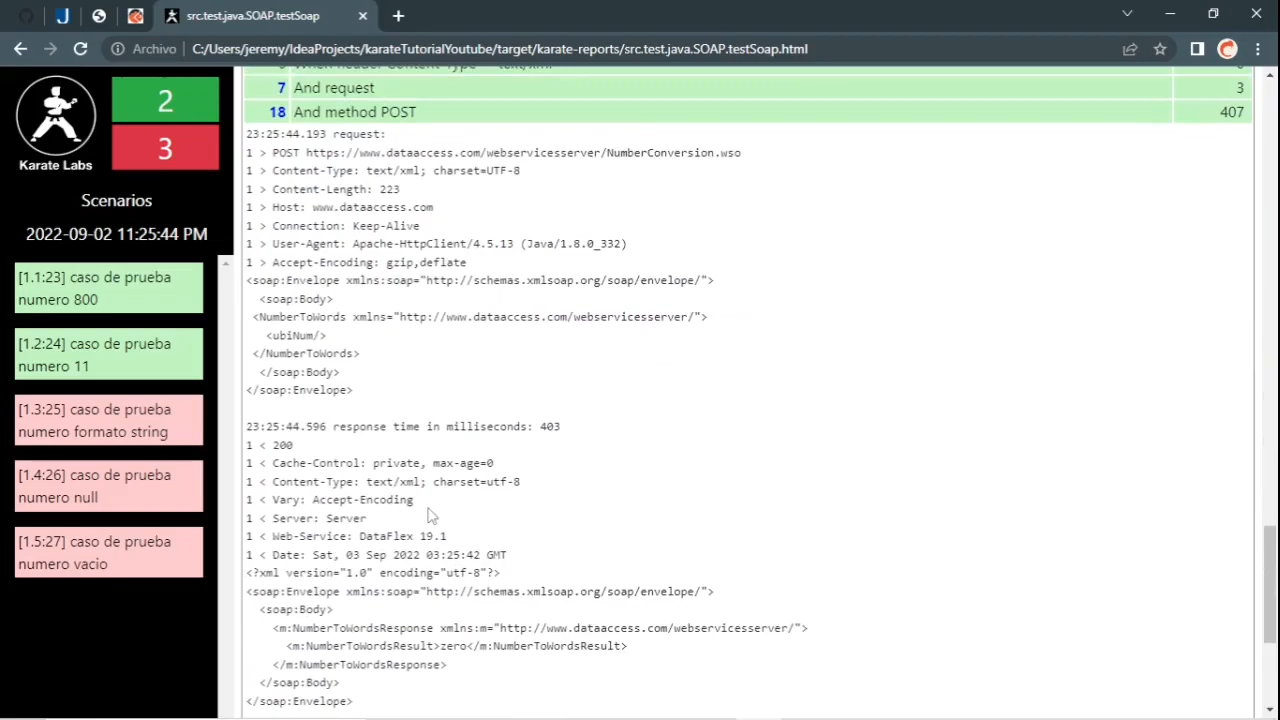 src.test.java.SOAP.testSoap
Archivo
C:/Users/jeremy/IdeaProjects/karateTutorialYoutube/target/karate-reports/src.test.java.SOAP.testSoap.html
Karate Labs
2
3
Scenarios
2022-09-02 11:25:44 PM
[1.1:23] caso de prueba
numero 800
[1.2:24] caso de prueba
numero 11
[1.3:25] caso de prueba
numero formato string
[1.4:26] caso de prueba
numero null
[1.5:27] caso de prueba
numero vacio
7 And request 3
18 And method POST 407
23:25:44.193 request:
1 > POST https://www.dataaccess.com/webservicesserver/NumberConversion.wso
1 > Content-Type: text/xml; charset=UTF-8
1 > Content-Length: 223
1 > Host: www.dataaccess.com
1 > Connection: Keep-Alive
1 > User-Agent: Apache-HttpClient/4.5.13 (Java/1.8.0_332)
1 > Accept-Encoding: gzip,deflate
<soap:Envelope xmlns:soap="http://schemas.xmlsoap.org/soap/envelope/">
<soap:Body>
<NumberToWords xmlns="http://www.dataaccess.com/webservicesserver/">
<ubiNum/>
</NumberToWords>
</soap:Body>
</soap:Envelope>
23:25:44.596 response time in milliseconds: 403
1 < 200
1 < Cache-Control: private, max-age=0
1 < Content-Type: text/xml; charset=utf-8
1 < Vary: Accept-Encoding
1 < Server: Server
1 < Web-Service: DataFlex 19.1
1 < Date: Sat, 03 Sep 2022 03:25:42 GMT
<?xml version="1.0" encoding="utf-8"?>
<soap:Envelope xmlns:soap="http://schemas.xmlsoap.org/soap/envelope/">
<soap:Body>
<m:NumberToWordsResponse xmlns:m="http://www.dataaccess.com/webservicesserver/">
<m:NumberToWordsResult>zero</m:NumberToWordsResult>
</m:NumberToWordsResponse>
</soap:Body>
</soap:Envelope>